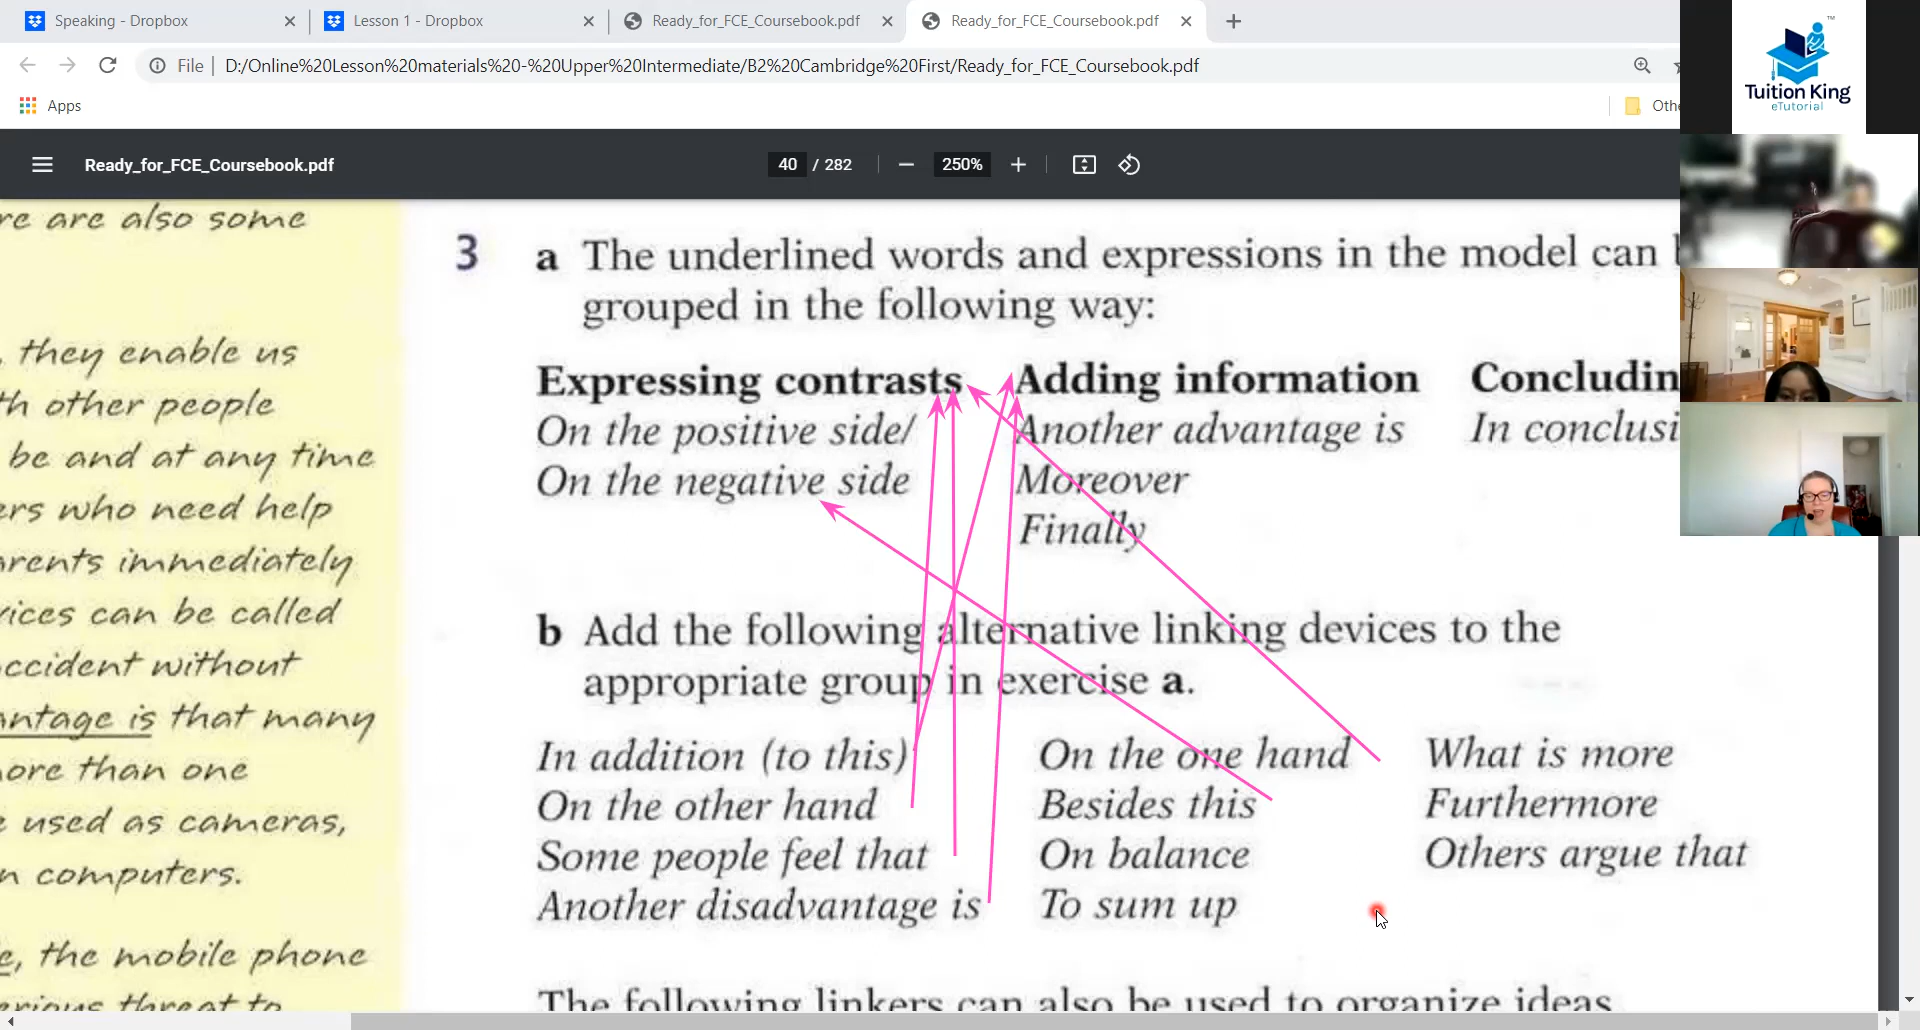 Speaking - Dropbox
Lesson 1 - Dropbox
Ready_for_FCE_Coursebook.pdf
Ready_for_FCE_Coursebook.pdf
File
D:/Online%20Lesson%20materials%20-%20Upper%20Intermediate/B2%20Cambridge%20First/Ready_for_FCE_Coursebook.pdf
Apps
Othe
TM
Tuition King
eTutorial
Ready_for_FCE_Coursebook.pdf
40 / 282
250%
re are also some
, they enable us
th other people
be and at any time
ers who need help
arents immediately
vices can be called
ccident without
antage is that many
ore than one
e used as cameras,
n computers.
e, the mobile phone
erious threat to
3 a The underlined words and expressions in the model can
grouped in the following way:
Expressing contrasts Adding information Concludin
On the positive side/ Another advantage is In conclusi
On the negative side Moreover
Finally
b Add the following alternative linking devices to the
appropriate group in exercise a.
In addition (to this) On the one hand What is more
On the other hand Besides this Furthermore
Some people feel that On balance Others argue that
Another disadvantage is To sum up
The following linkers can also be used to organize ideas